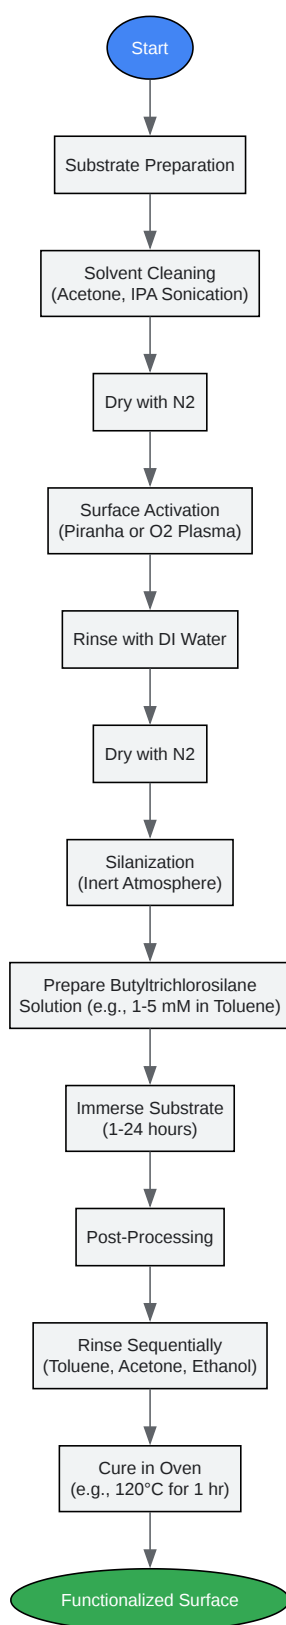 Start
Substrate Preparation
Solvent Cleaning
(Acetone, IPA Sonication)
Dry with N2
Surface Activation
(Piranha or O2 Plasma)
Rinse with DI Water
Dry with N2
Silanization
(Inert Atmosphere)
Prepare Butyltrichlorosilane
Solution (e.g., 1-5 mM in Toluene)
Immerse Substrate
(1-24 hours)
Post-Processing
Rinse Sequentially
(Toluene, Acetone, Ethanol)
Cure in Oven
(e.g., 120°C for 1 hr)
Functionalized Surface